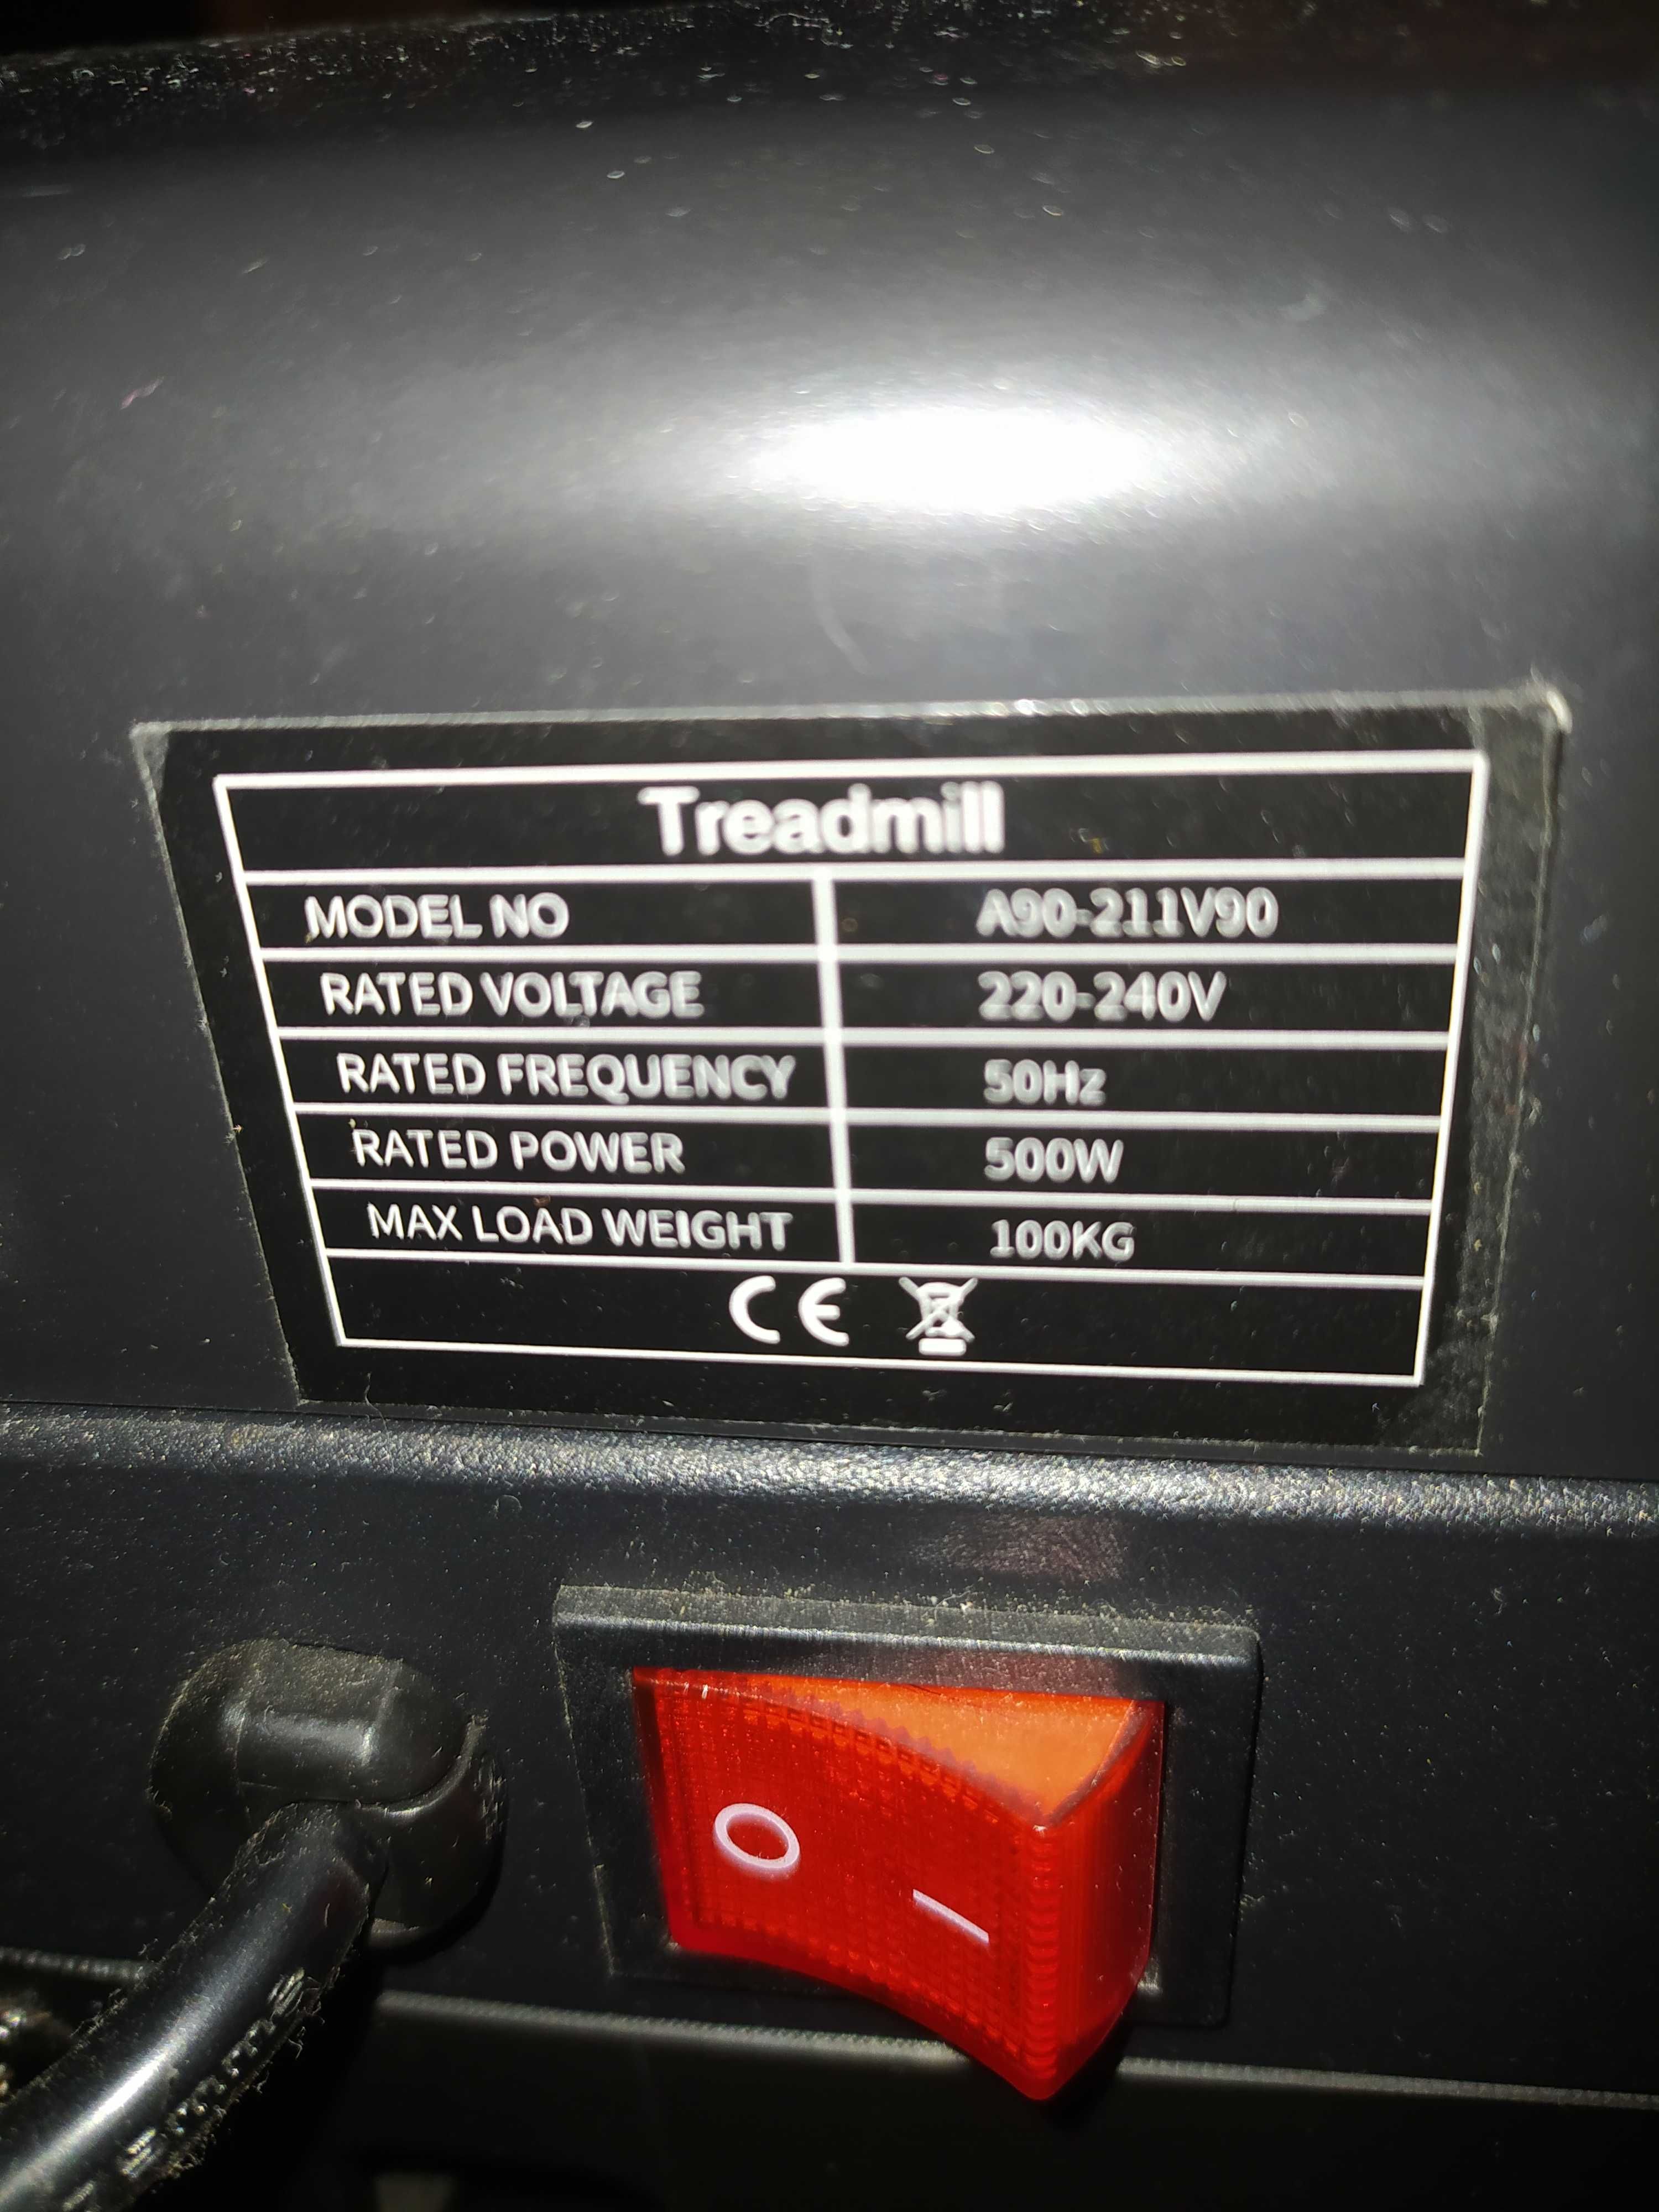 Treadmill
MODEL NO A90-211V90
RATED VOLTAGE 220-240V
RATED FREQUENCY 50Hz
RATED POWER 500W
MAX LOAD WEIGHT 100KG
CE
O I